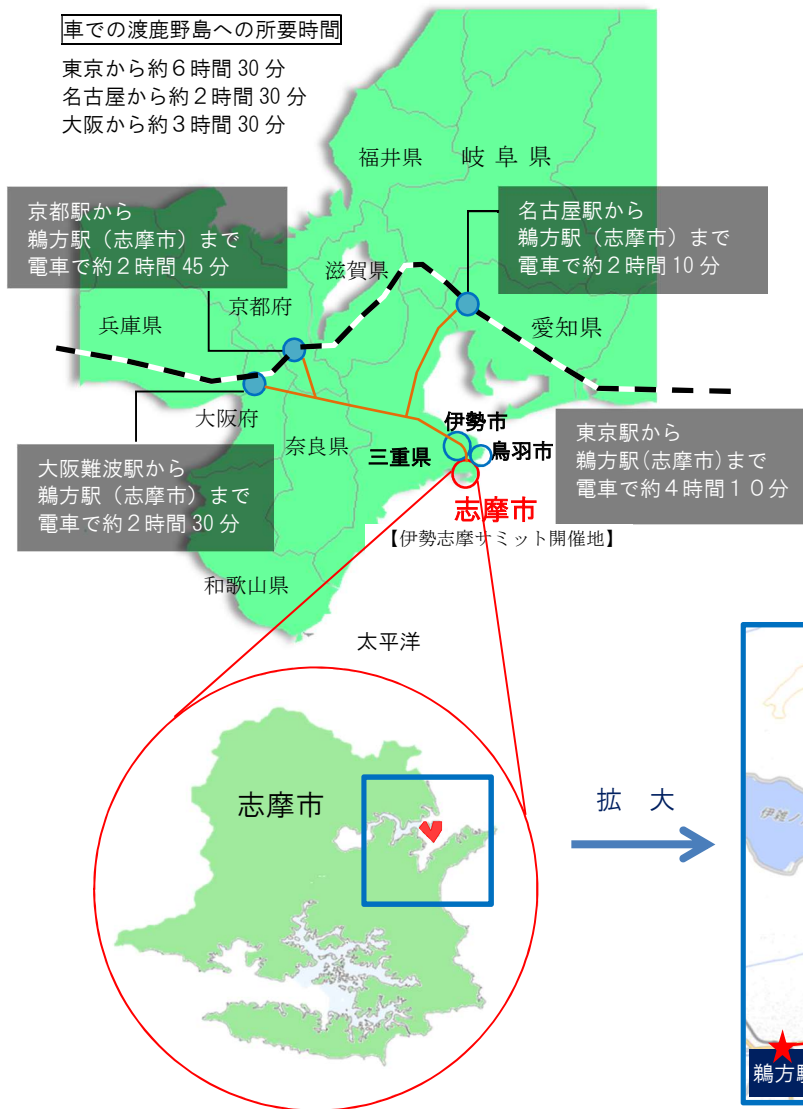 車での渡鹿野島への所要時間
東京から約６時間 30 分
名古屋から約２時間 30 分
大阪から約３時間 30 分
福井県
岐阜県
京都駅から
鵜方駅（志摩市）まで
電車で約２時間 45 分
名古屋駅から
鵜方駅（志摩市）まで
電車で約２時間 10 分
滋賀県
京都府
兵庫県
愛知県
大阪府
奈良県
伊勢市
三重県
鳥羽市
志摩市
【伊勢志摩サミット開催地】
大阪難波駅から
鵜方駅（志摩市）まで
電車で約２時間 30 分
東京駅から
鵜方駅(志摩市)まで
電車で約４時間１０分
和歌山県
太平洋
志摩市
拡 大
伊雑ノ
鵜方駅